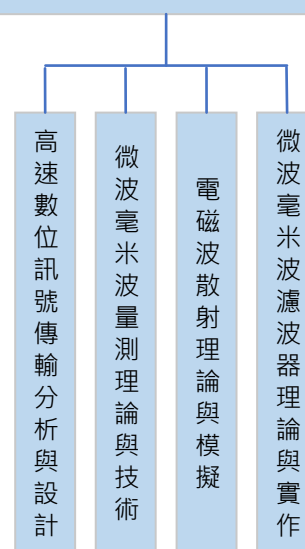 高速數位訊號傳輸分析與設計
微波毫米波量測理論與技術
電磁波散射理論與模擬
微波毫米波濾波器理論與實作